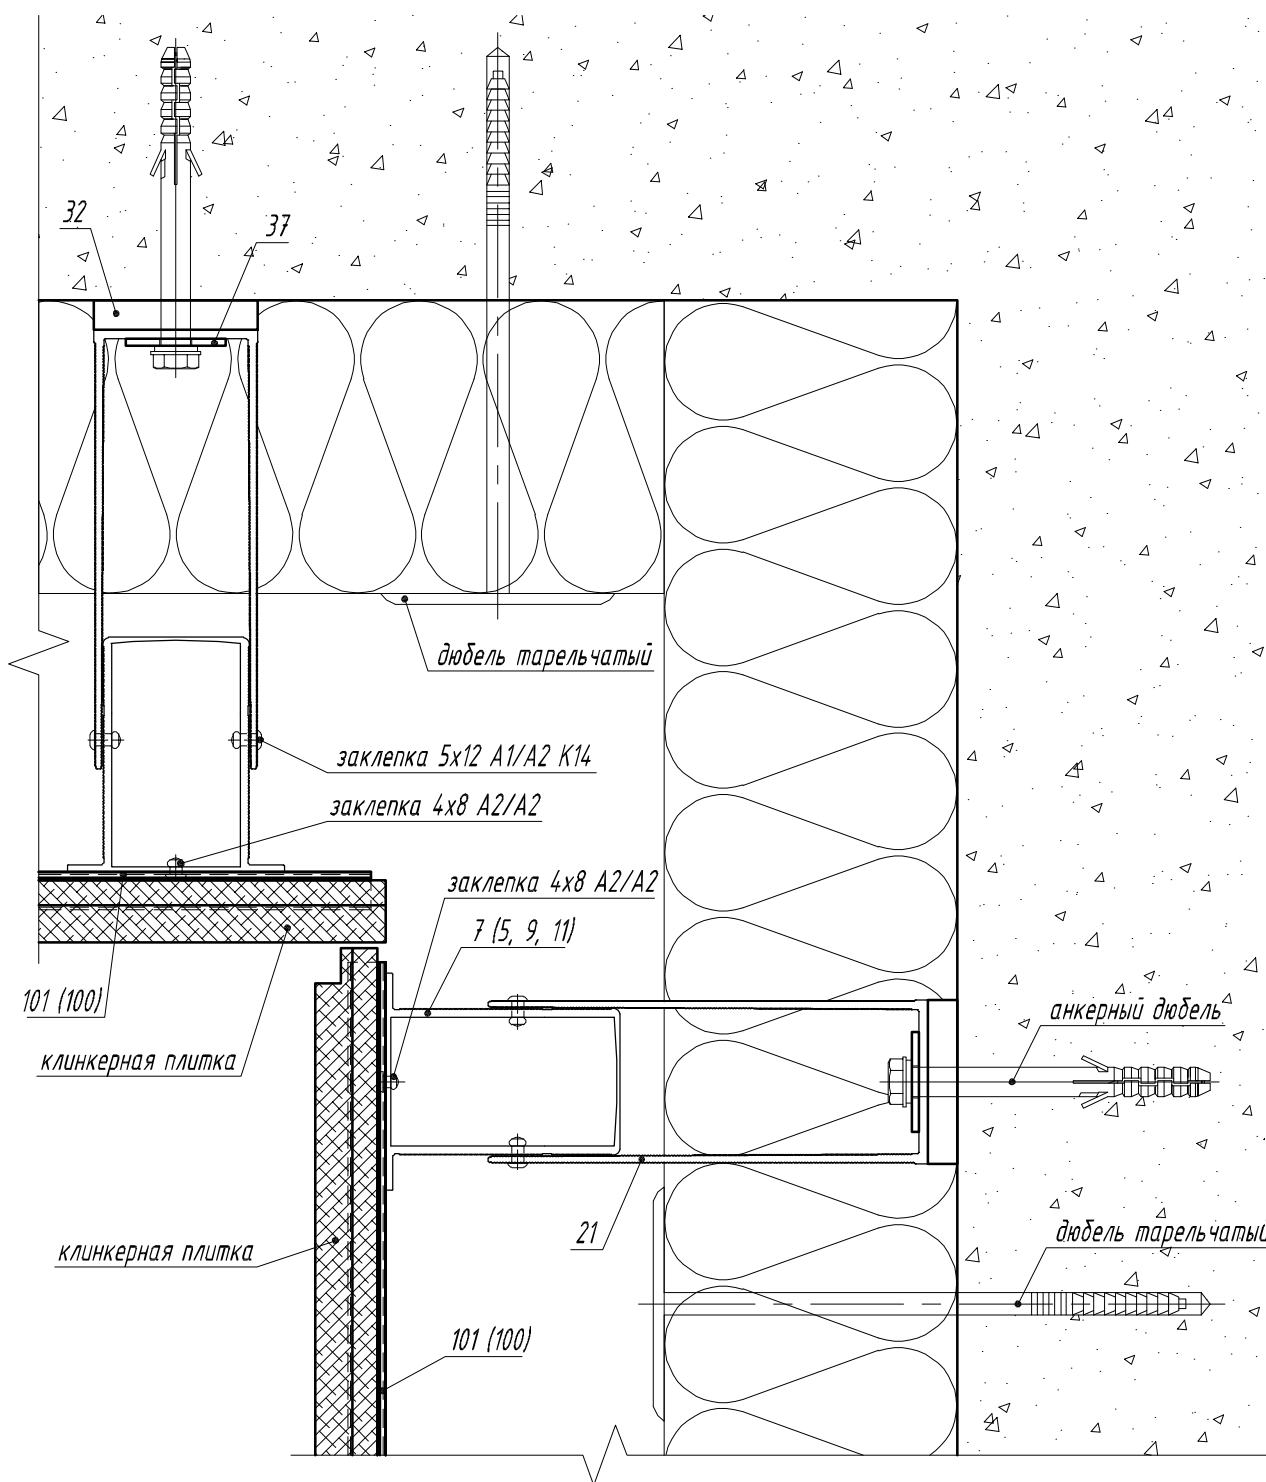 32
37
дюбель тарельчатый
заклепка 5х12 А1/А2 К14
заклепка 4х8 А2/А2
заклепка 4х8 А2/А2
7 (5, 9, 11)
101 (100)
анкерный дюбель
клинкерная плитка
21
дюбель тарельчатый
клинкерная плитка
101 (100)